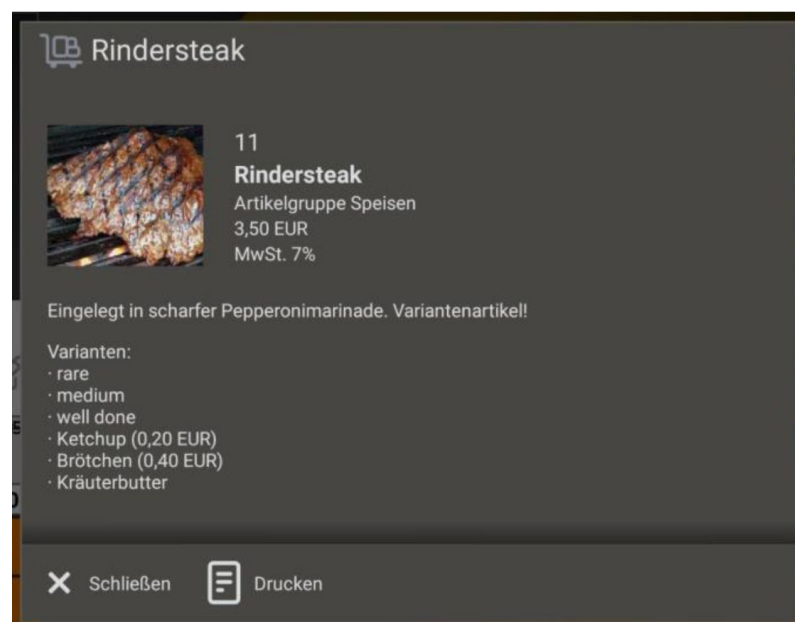 Rindersteak
11
Rindersteak
Artikelgruppe Speisen
3,50 EUR
MwSt. 7%
Eingelegt in scharfer Pepperonimarinade. Variantenartikel!
Varianten:
· rare
· medium
· well done
· Ketchup (0,20 EUR)
· Brötchen (0,40 EUR)
· Kräuterbutter
Schließen
Drucken